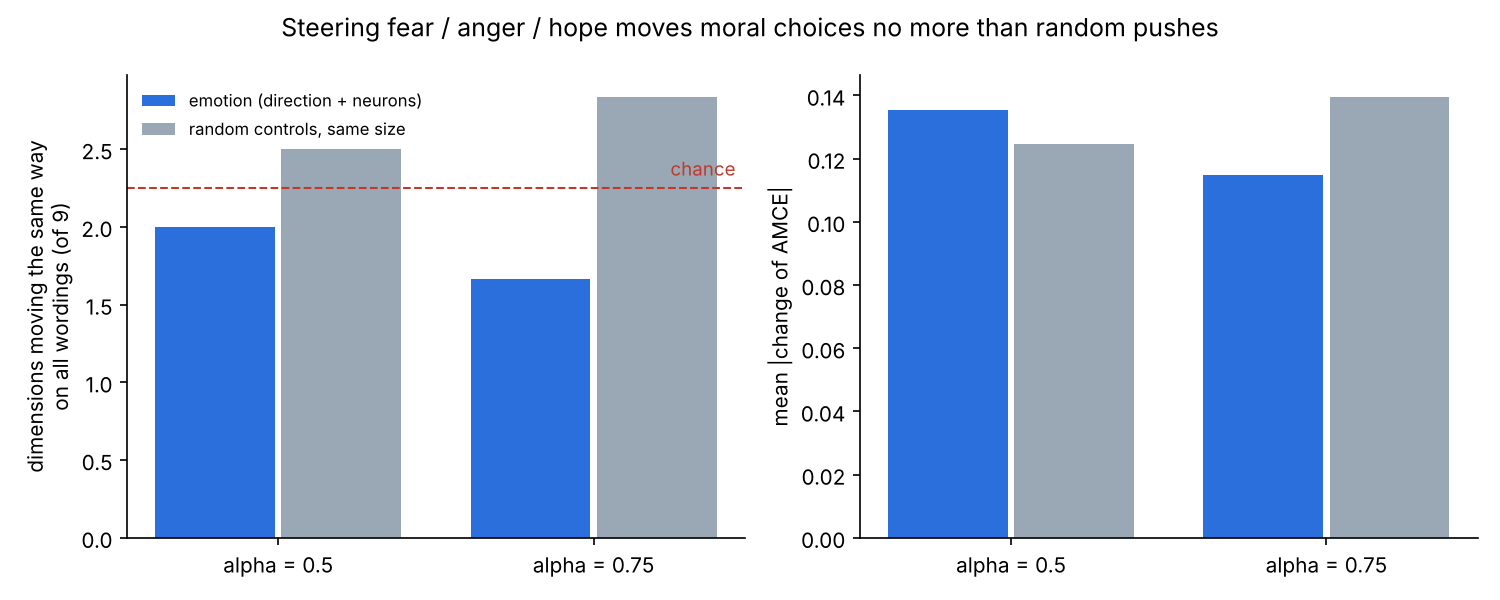 Steering fear / anger / hope moves moral choices no more than random pushes
dimensions moving the same way
on all wordings (of 9)
2.5
2.0
1.5
1.0
0.5
0.0
emotion (direction + neurons)
random controls, same size
chance
alpha = 0.5
alpha = 0.75
mean |change of AMCE|
0.14
0.12
0.10
0.08
0.06
0.04
0.02
0.00
alpha = 0.5
alpha = 0.75